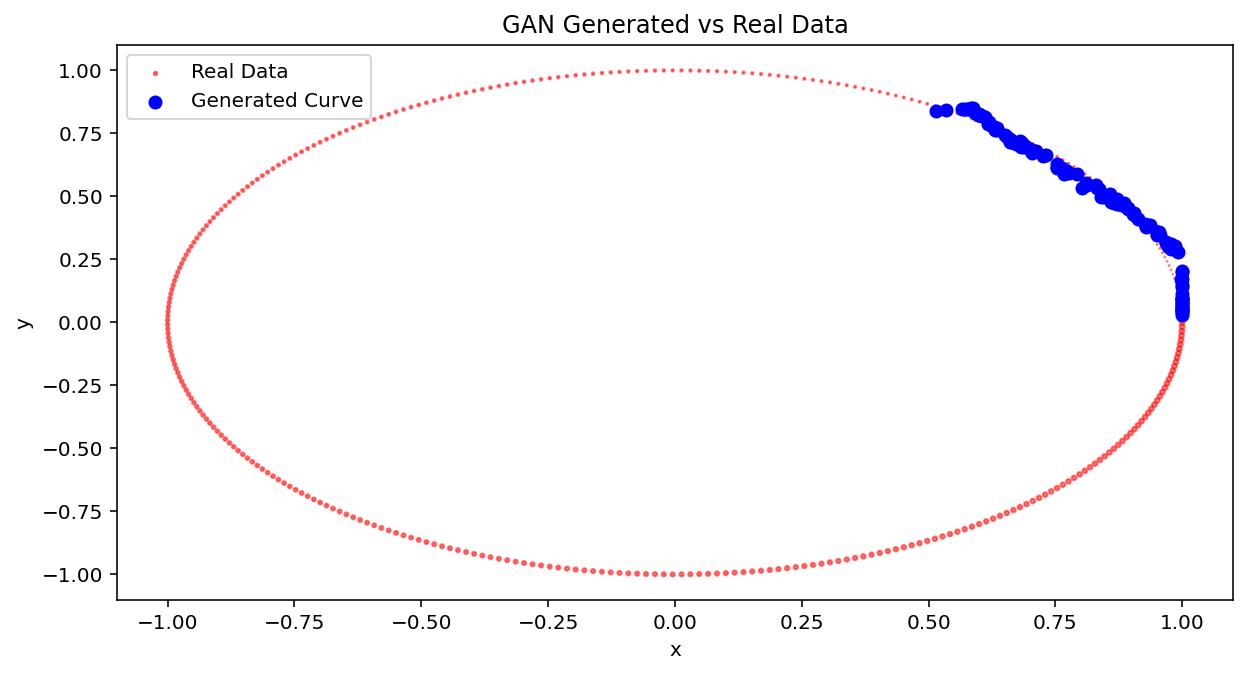 GAN Generated vs Real Data
Real Data
Generated Curve
1.00
0.75
0.50
0.25
0.00
−0.25
−0.50
−0.75
−1.00
y
−1.00 −0.75 −0.50 −0.25 0.00 0.25 0.50 0.75 1.00
x